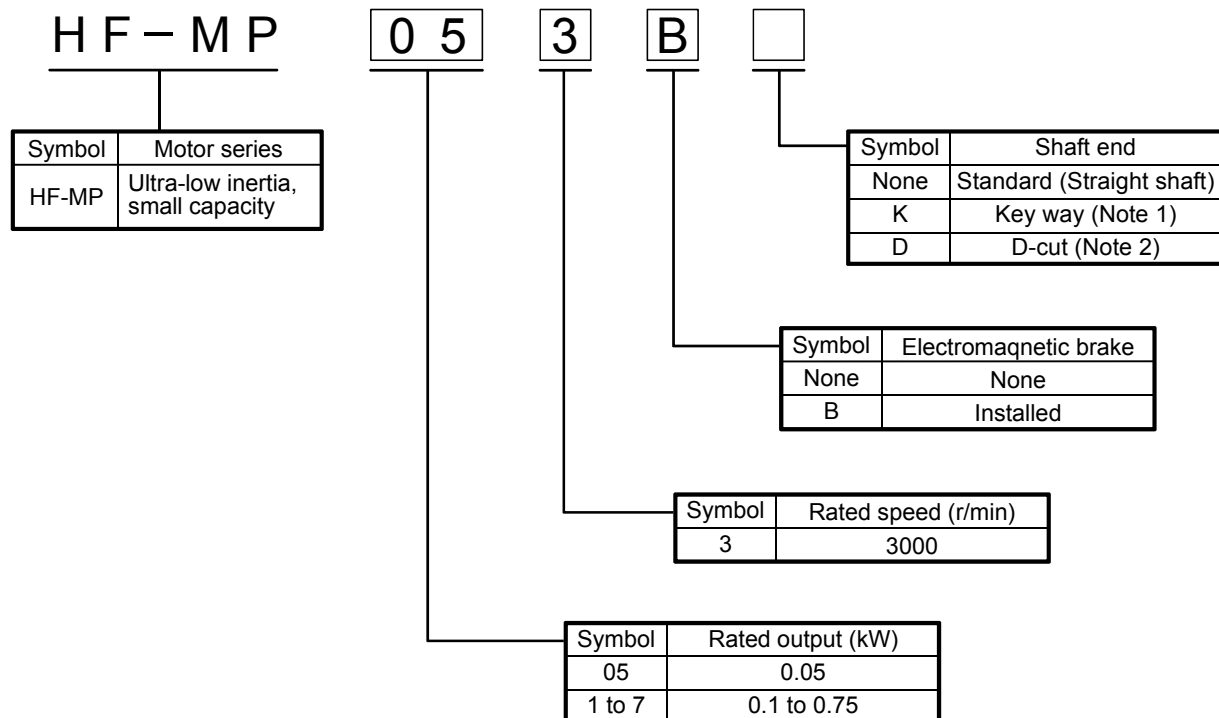 HF-MP 05 3 B
Symbol Motor series
HF-MP Ultra-low inertia,
small capacity
Symbol Shaft end
None Standard (Straight shaft)
K Key way (Note 1)
D D-cut (Note 2)
Symbol Electromaqnetic brake
None None
B Installed
Symbol Rated speed (r/min)
3 3000
Symbol Rated output (kW)
05 0.05
1 to 7 0.1 to 0.75